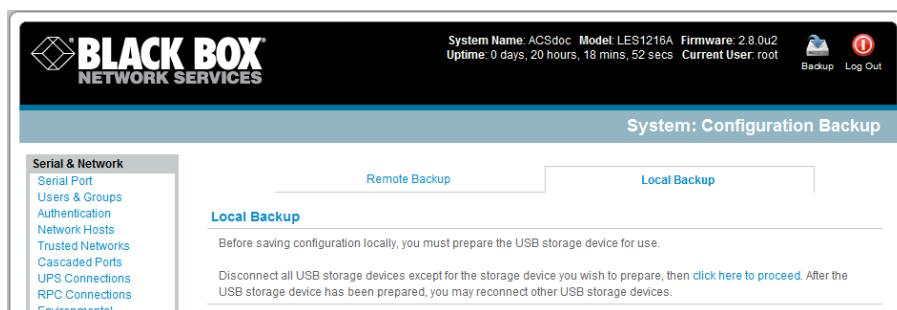 BLACK BOX
NETWORK SERVICES
System Name: ACSdoc Model: LES1216A Firmware: 2.8.0u2
Uptime: 0 days, 20 hours, 18 mins, 52 secs Current User: root
Backup Log Out
System: Configuration Backup
Serial & Network
Serial Port
Users & Groups
Authentication
Network Hosts
Trusted Networks
Cascaded Ports
UPS Connections
RPC Connections
Environmental
Remote Backup
Local Backup
Local Backup
Before saving configuration locally, you must prepare the USB storage device for use.
Disconnect all USB storage devices except for the storage device you wish to prepare, then click here to proceed. After the
USB storage device has been prepared, you may reconnect other USB storage devices.